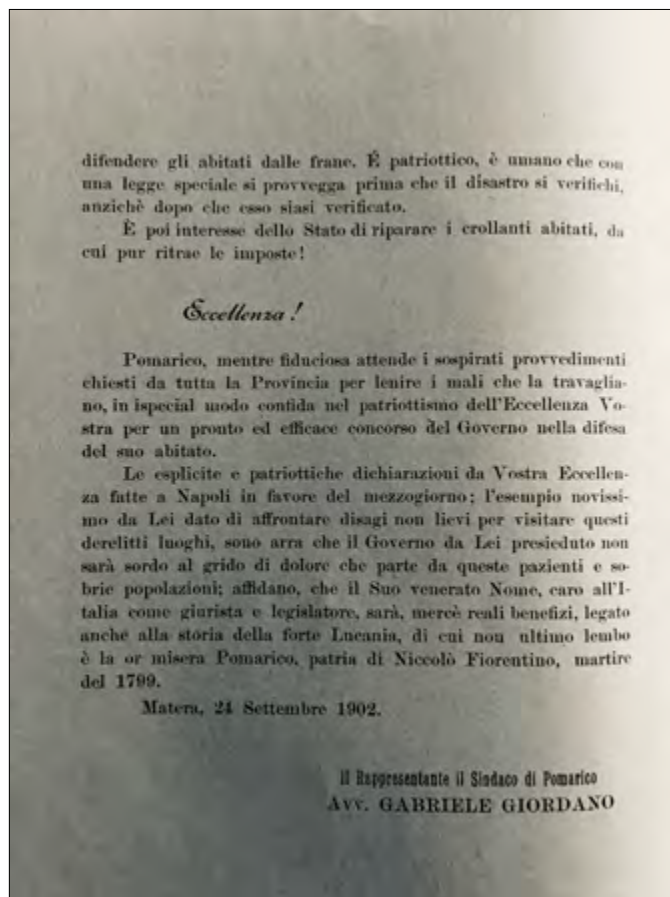 difendere gli abitati dalle frane. É patriottico, è umano che con
una legge speciale si provvegga prima che il disastro si verifichi,
anzichè dopo che esso siasi verificato.
È poi interesse dello Stato di riparare i crollanti abitati, da
cui pur ritrae le imposte!
Eccellenza!
Pomarico, mentre fiduciosa attende i sospirati provvedimenti
chiesti da tutta la Provincia per lenire i mali che la travaglia-
no, in ispecial modo confida nel patriottismo dell'Eccellenza Vo-
stra per un pronto ed efficace concorso del Governo nella difesa
del suo abitato.
Le esplicite e patriottiche dichiarazioni da Vostra Eccellen-
za fatte a Napoli in favore del mezzogiorno; l'esempio novissi-
mo da Lei dato di affrontare disagi non lievi per visitare questi
derelitti luoghi, sono arra che il Governo da Lei presieduto non
sarà sordo al grido di dolore che parte da queste pazienti e so-
brie popolazioni; affidano, che il Suo venerato Nome, caro all'I-
talia come giurista e legislatore, sarà, mercè reali benefizi, legato
anche alla storia della forte Lucania, di cui non ultimo lembo
è la or misera Pomarico, patria di Niccolò Fiorentino, martire
del 1799.
Matera, 24 Settembre 1902.
Il Rappresentante il Sindaco di Pomarico
Avv. GABRIELE GIORDANO